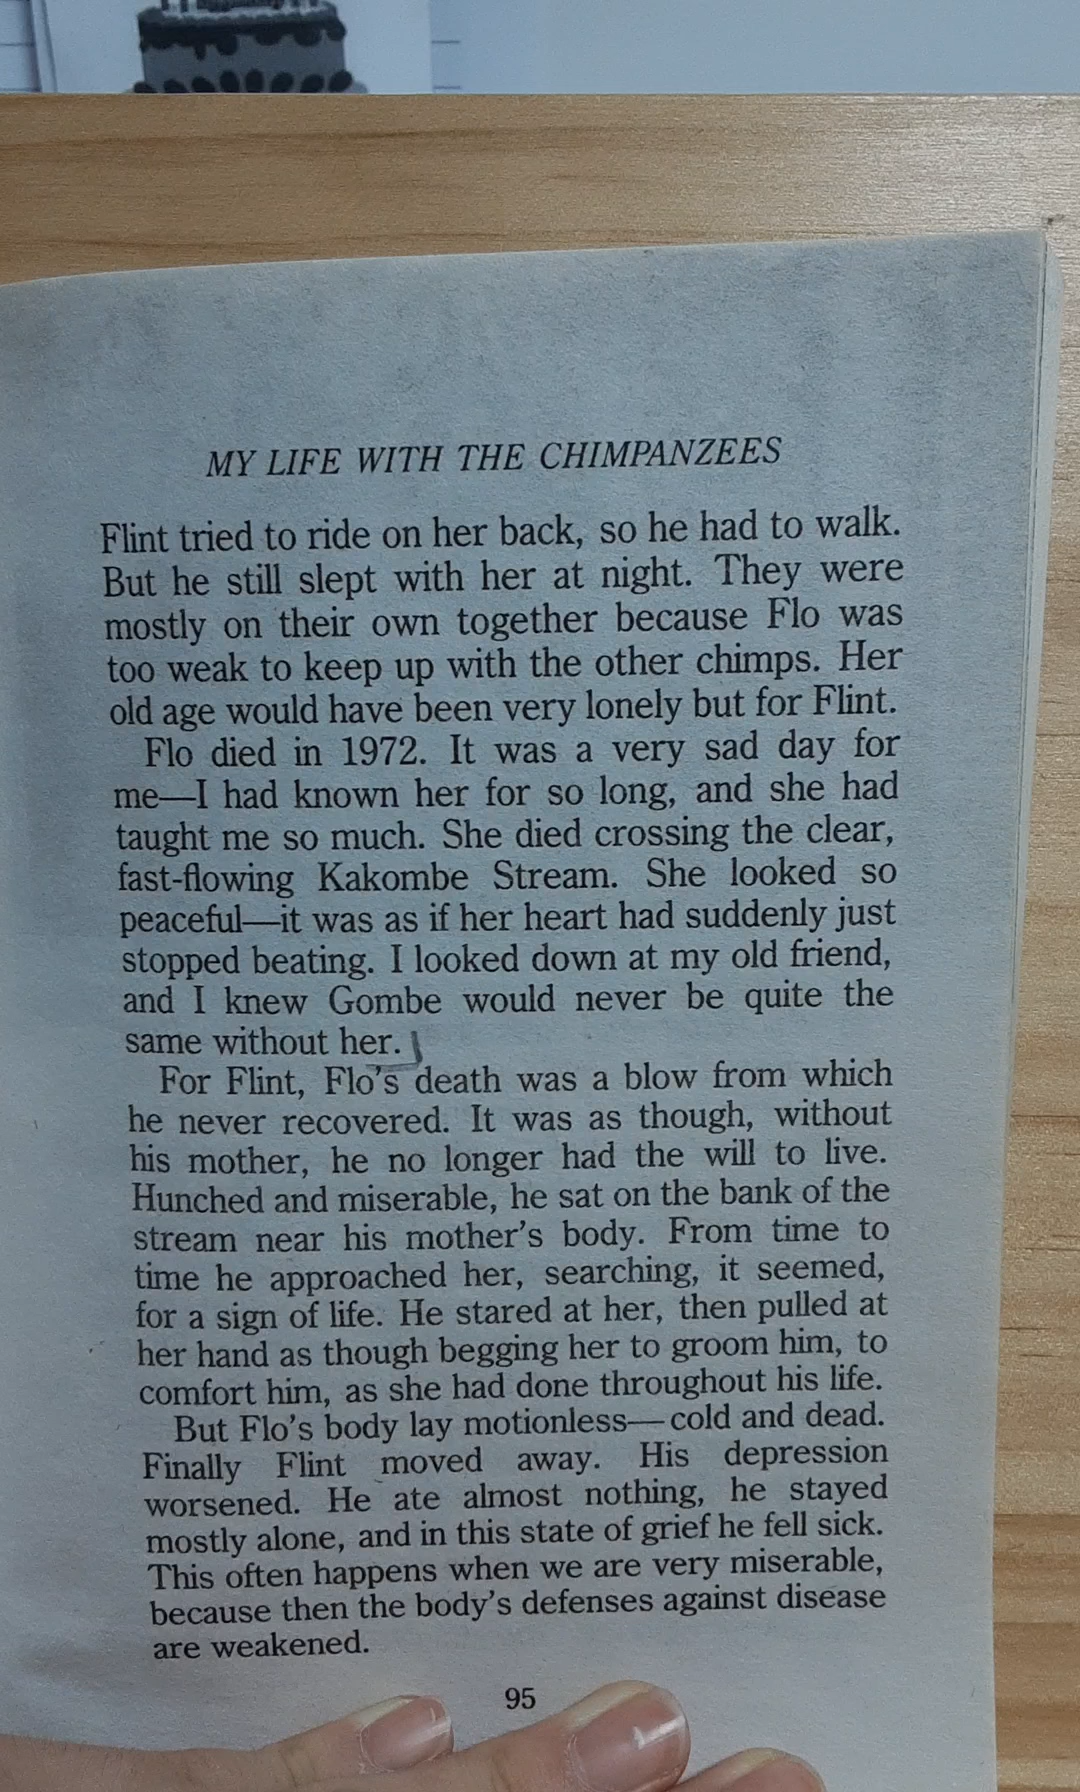 MY LIFE WITH THE CHIMPANZEES
Flint tried to ride on her back, so he had to walk.
But he still slept with her at night. They were
mostly on their own together because Flo was
too weak to keep up with the other chimps. Her
old age would have been very lonely but for Flint.
Flo died in 1972. It was a very sad day for
me—I had known her for so long, and she had
taught me so much. She died crossing the clear,
fast-flowing Kakombe Stream. She looked so
peaceful—it was as if her heart had suddenly just
stopped beating. I looked down at my old friend,
and I knew Gombe would never be quite the
same without her.
For Flint, Flo's death was a blow from which
he never recovered. It was as though, without
his mother, he no longer had the will to live.
Hunched and miserable, he sat on the bank of the
stream near his mother's body. From time to
time he approached her, searching, it seemed,
for a sign of life. He stared at her, then pulled at
her hand as though begging her to groom him, to
comfort him, as she had done throughout his life.
But Flo's body lay motionless—cold and dead.
Finally Flint moved away. His depression
worsened. He ate almost nothing, he stayed
mostly alone, and in this state of grief he fell sick.
This often happens when we are very miserable,
because then the body's defenses against disease
are weakened.
95